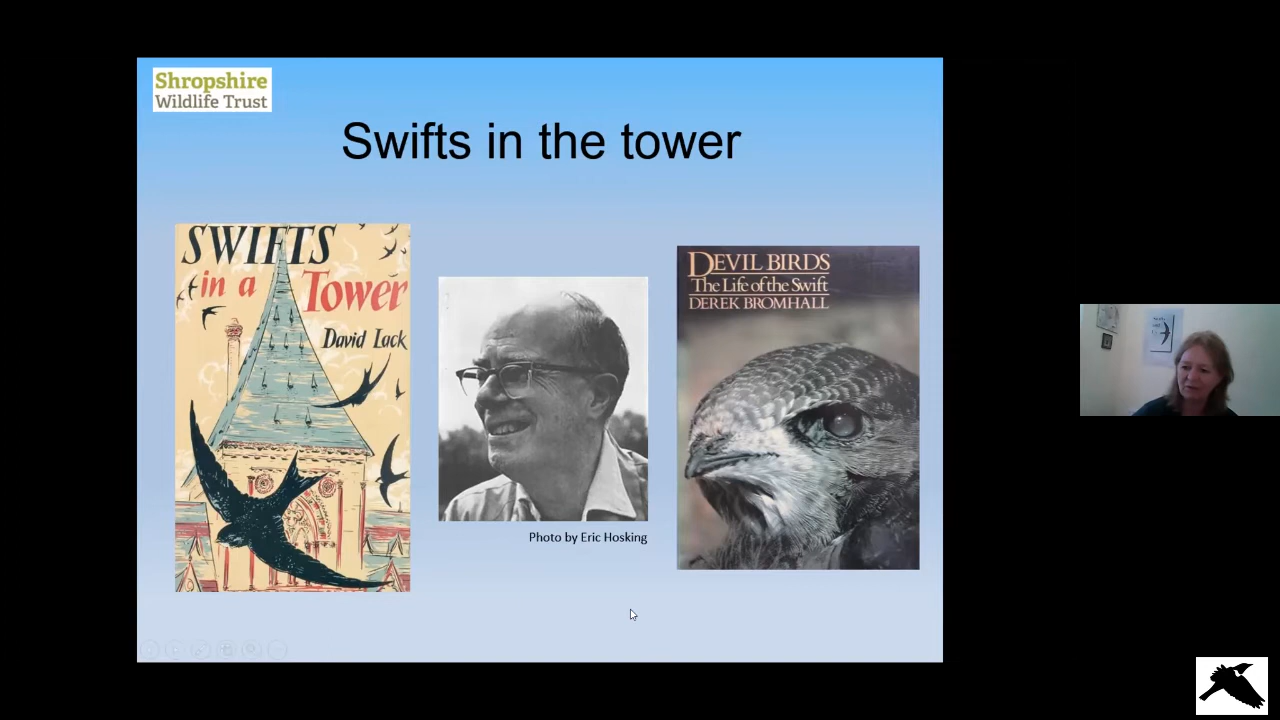 Shropshire
Wildlife Trust
Swifts in the tower
SWIFTS
in a Tower
David Lack
Photo by Eric Hosking
DEVIL BIRDS
The Life of the Swift
DEREK BROMHALL